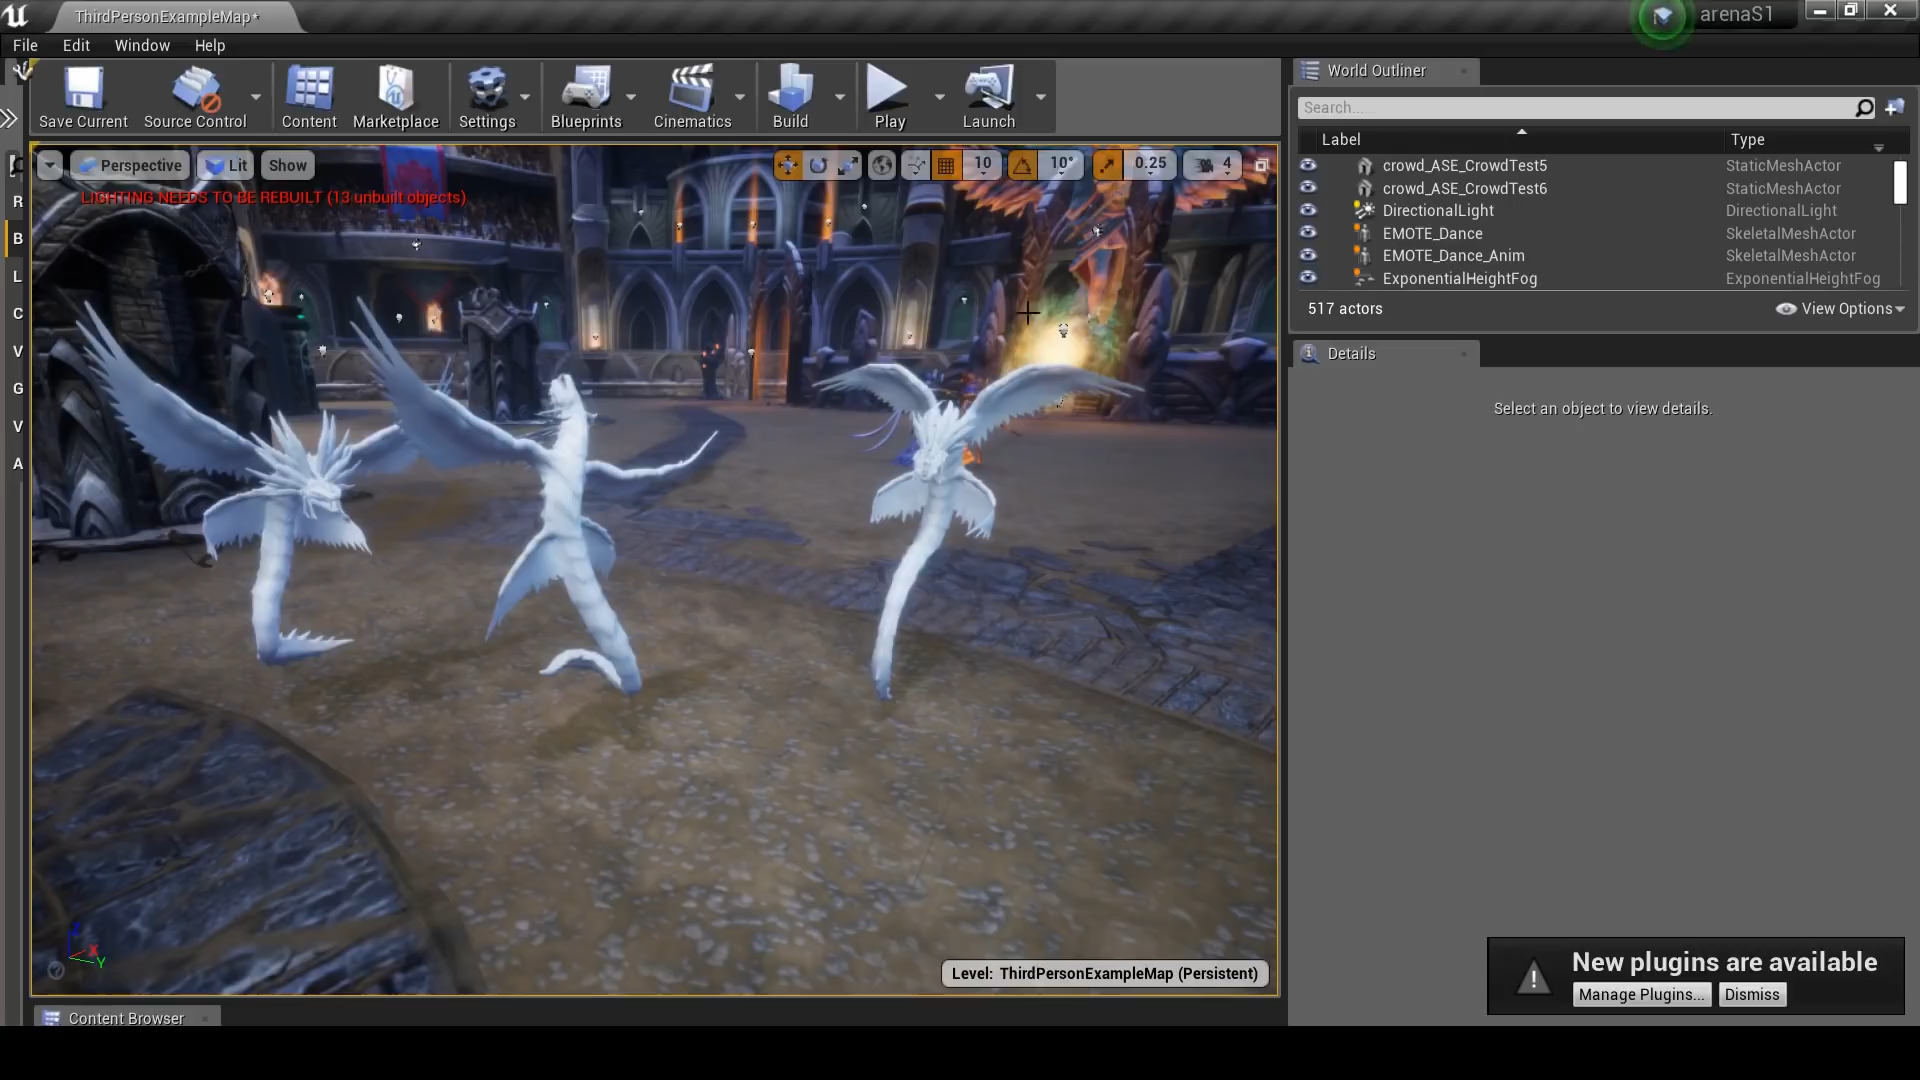 ThirdPersonExampleMap*
arenaS1
File Edit Window Help
Save Current Source Control Content Marketplace Settings Blueprints Cinematics Build Play Launch
Perspective Lit Show 10 10° 0.25 4
LIGHTING NEEDS TO BE REBUILT (13 unbuilt objects)
R
B
L
C
V
G
V
A
World Outliner
Search...
Label Type
crowd_ASE_CrowdTest5 StaticMeshActor
crowd_ASE_CrowdTest6 StaticMeshActor
DirectionalLight DirectionalLight
EMOTE_Dance SkeletalMeshActor
EMOTE_Dance_Anim SkeletalMeshActor
ExponentialHeightFog ExponentialHeightFog
517 actors View Options
Details
Select an object to view details.
Z
X
Y
Level: ThirdPersonExampleMap (Persistent)
New plugins are available
Manage Plugins... Dismiss
Content Browser